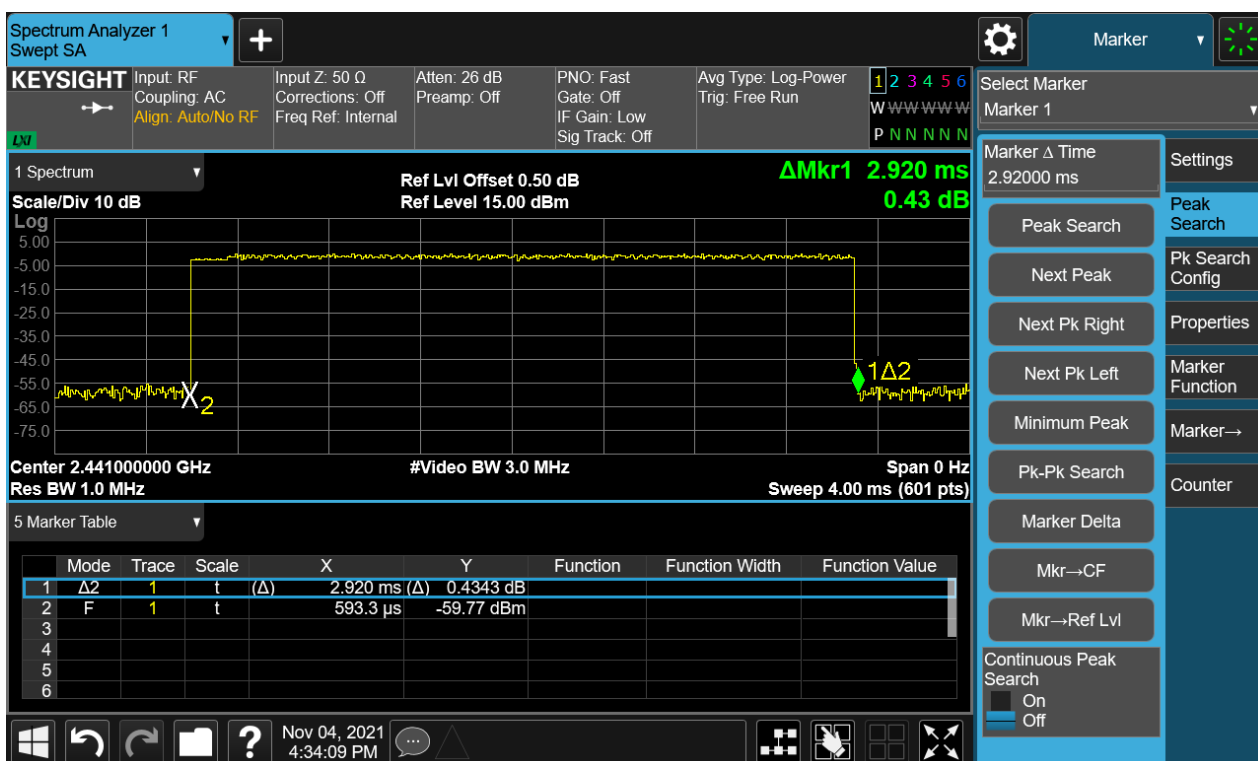 Spectrum Analyzer 1
Swept SA
+
Marker
KEYSIGHT
LXI
Input: RF
Coupling: AC
Align: Auto/No RF
Input Z: 50 Ω
Corrections: Off
Freq Ref: Internal
Atten: 26 dB
Preamp: Off
PNO: Fast
Gate: Off
IF Gain: Low
Sig Track: Off
Avg Type: Log-Power
Trig: Free Run
1 2 3 4 5 6
W W W W W W
P N N N N N
Select Marker
Marker 1
1 Spectrum
Scale/Div 10 dB
Ref Lvl Offset 0.50 dB
Ref Level 15.00 dBm
ΔMkr1 2.920 ms
0.43 dB
Log
5.00
-5.00
-15.0
-25.0
-35.0
-45.0
-55.0
-65.0
-75.0
X2
1Δ2
Center 2.441000000 GHz
#Video BW 3.0 MHz
Span 0 Hz
Res BW 1.0 MHz
Sweep 4.00 ms (601 pts)
5 Marker Table
Mode Trace Scale X Y Function Function Width Function Value
1 Δ2 1 t (Δ) 2.920 ms (Δ) 0.4343 dB
2 F 1 t 593.3 µs -59.77 dBm
3
4
5
6
Marker Δ Time
2.92000 ms
Peak Search
Next Peak
Next Pk Right
Next Pk Left
Minimum Peak
Pk-Pk Search
Marker Delta
Mkr→CF
Mkr→Ref Lvl
Continuous Peak
Search
On
Off
Settings
Peak
Search
Pk Search
Config
Properties
Marker
Function
Marker→
Counter
?
Nov 04, 2021
4:34:09 PM